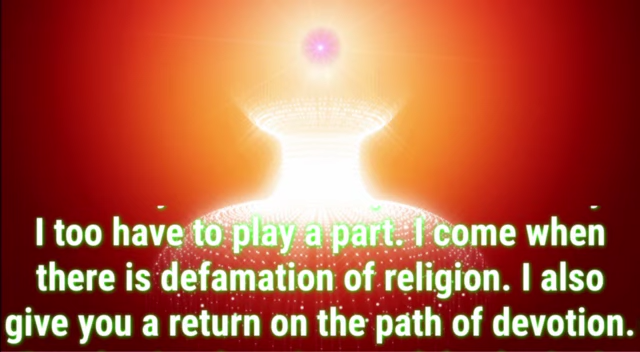 I too have to play a part. I come when
there is defamation of religion. I also
give you a return on the path of devotion.